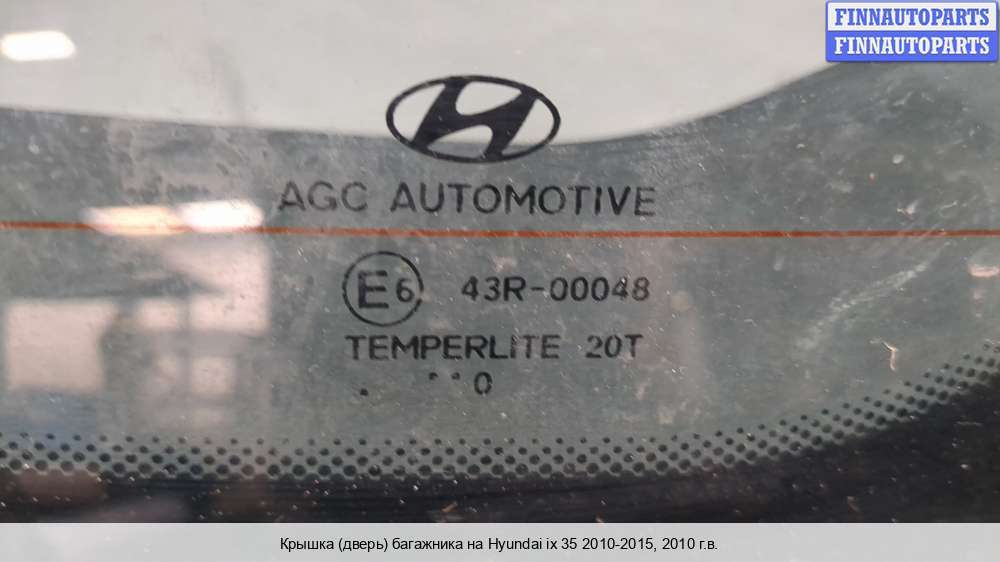 FINNAUTOPARTS
FINNAUTOPARTS
AGC AUTOMOTIVE
E6 43R-00048
TEMPERLITE 20T
. ¨ 0
Крышка (дверь) багажника на Hyundai ix 35 2010-2015, 2010 г.в.